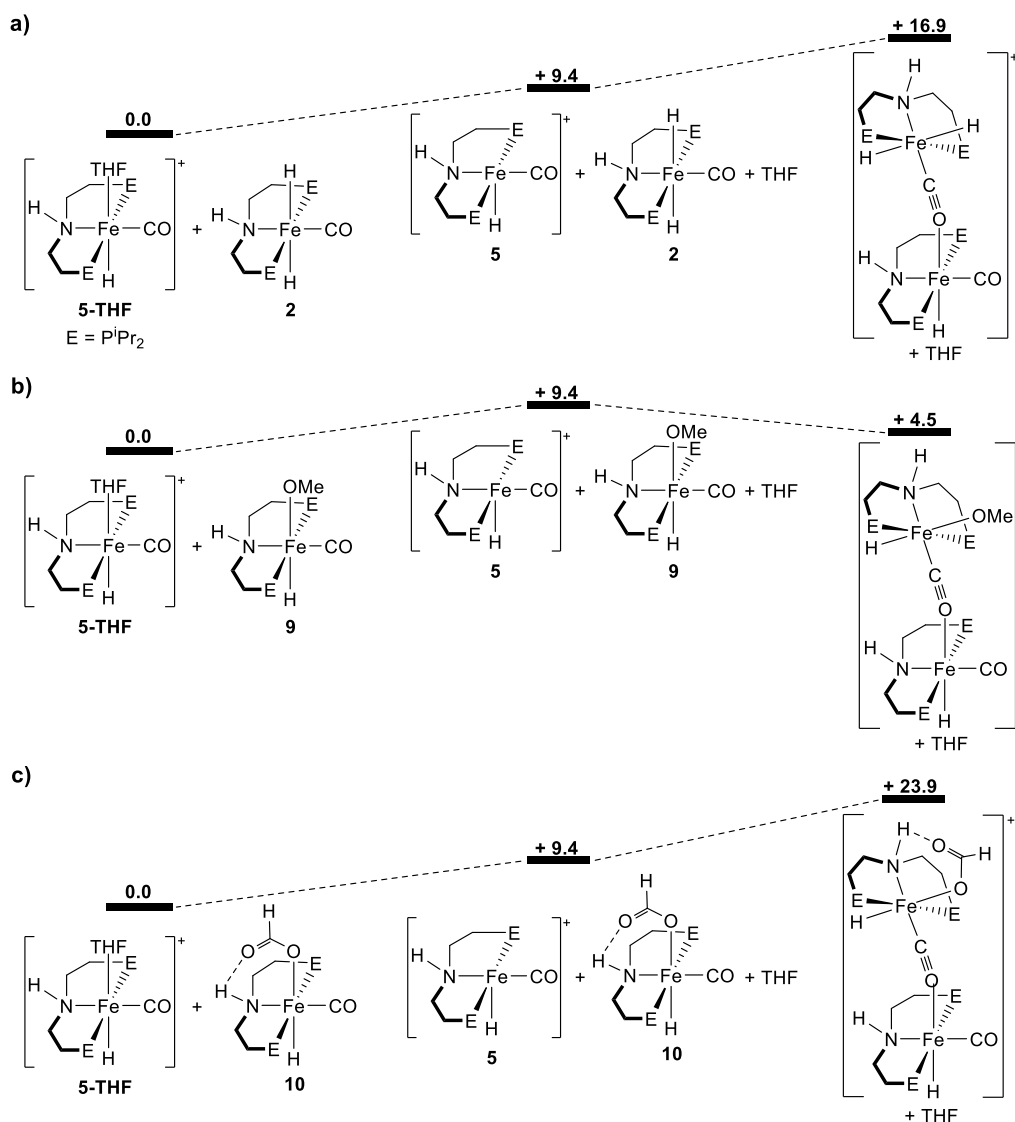 a)
+ 16.9
+ 9.4
0.0
THF
H N Fe CO E E H
+
5-THF
E = PⁱPr₂
+
H N Fe CO E E H H
2
H N Fe CO E E H
+
5
+
H N Fe CO E E H H
2
+ THF
H N E Fe H H E C O
H N Fe CO E E H
+
+ THF
b)
+ 9.4
+ 4.5
0.0
THF
H N Fe CO E E H
+
5-THF
+
OMe
H N Fe CO E E H
9
H N Fe CO E E H
+
5
+
OMe
H N Fe CO E E H
9
+ THF
H N E Fe OMe H E C O
H N Fe CO E E H
+ THF
c)
+ 23.9
+ 9.4
0.0
THF
H N Fe CO E E H
+
5-THF
+
H O O
H N Fe CO E E H
10
H N Fe CO E E H
+
5
+
H O O
H N Fe CO E E H
10
+ THF
H O H N O E Fe H E C O
H N Fe CO E E H
+
+ THF